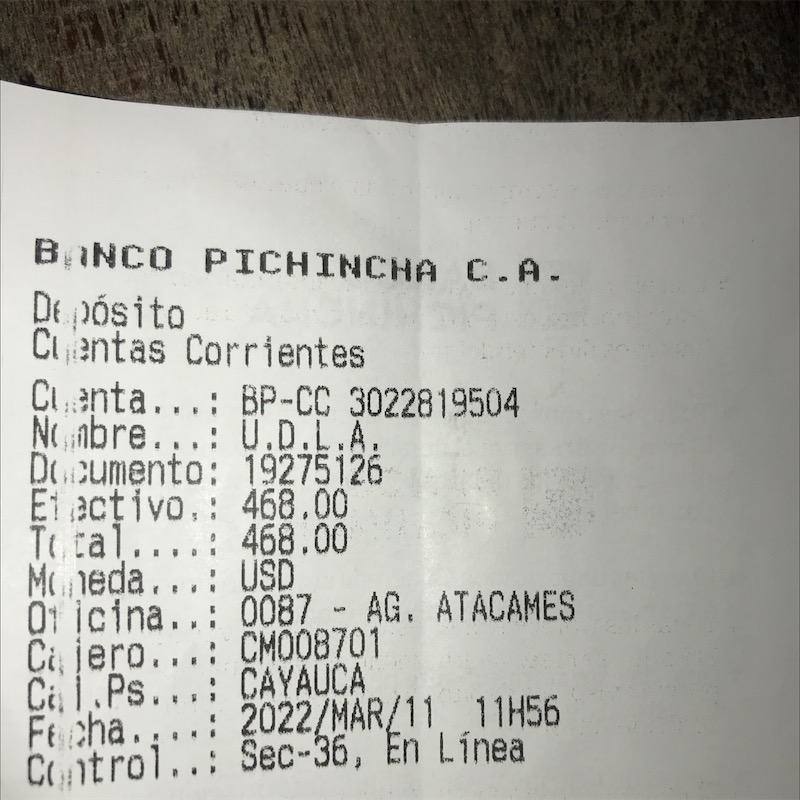 BANCO PICHINCHA C.A.
Depósito
Cuentas Corrientes
Cuenta...: BP-CC 3022819504
Nombre...: U.D.L.A.
Documento: 19275126
Efectivo.: 468.00
Total....: 468.00
Moneda...: USD
Oficina..: 0087 - AG. ATACAMES
Cajero...: CM008701
Cal.Ps...: CAYAUCA
Fecha....: 2022/MAR/11 11H56
Control..: Sec-36, En Línea